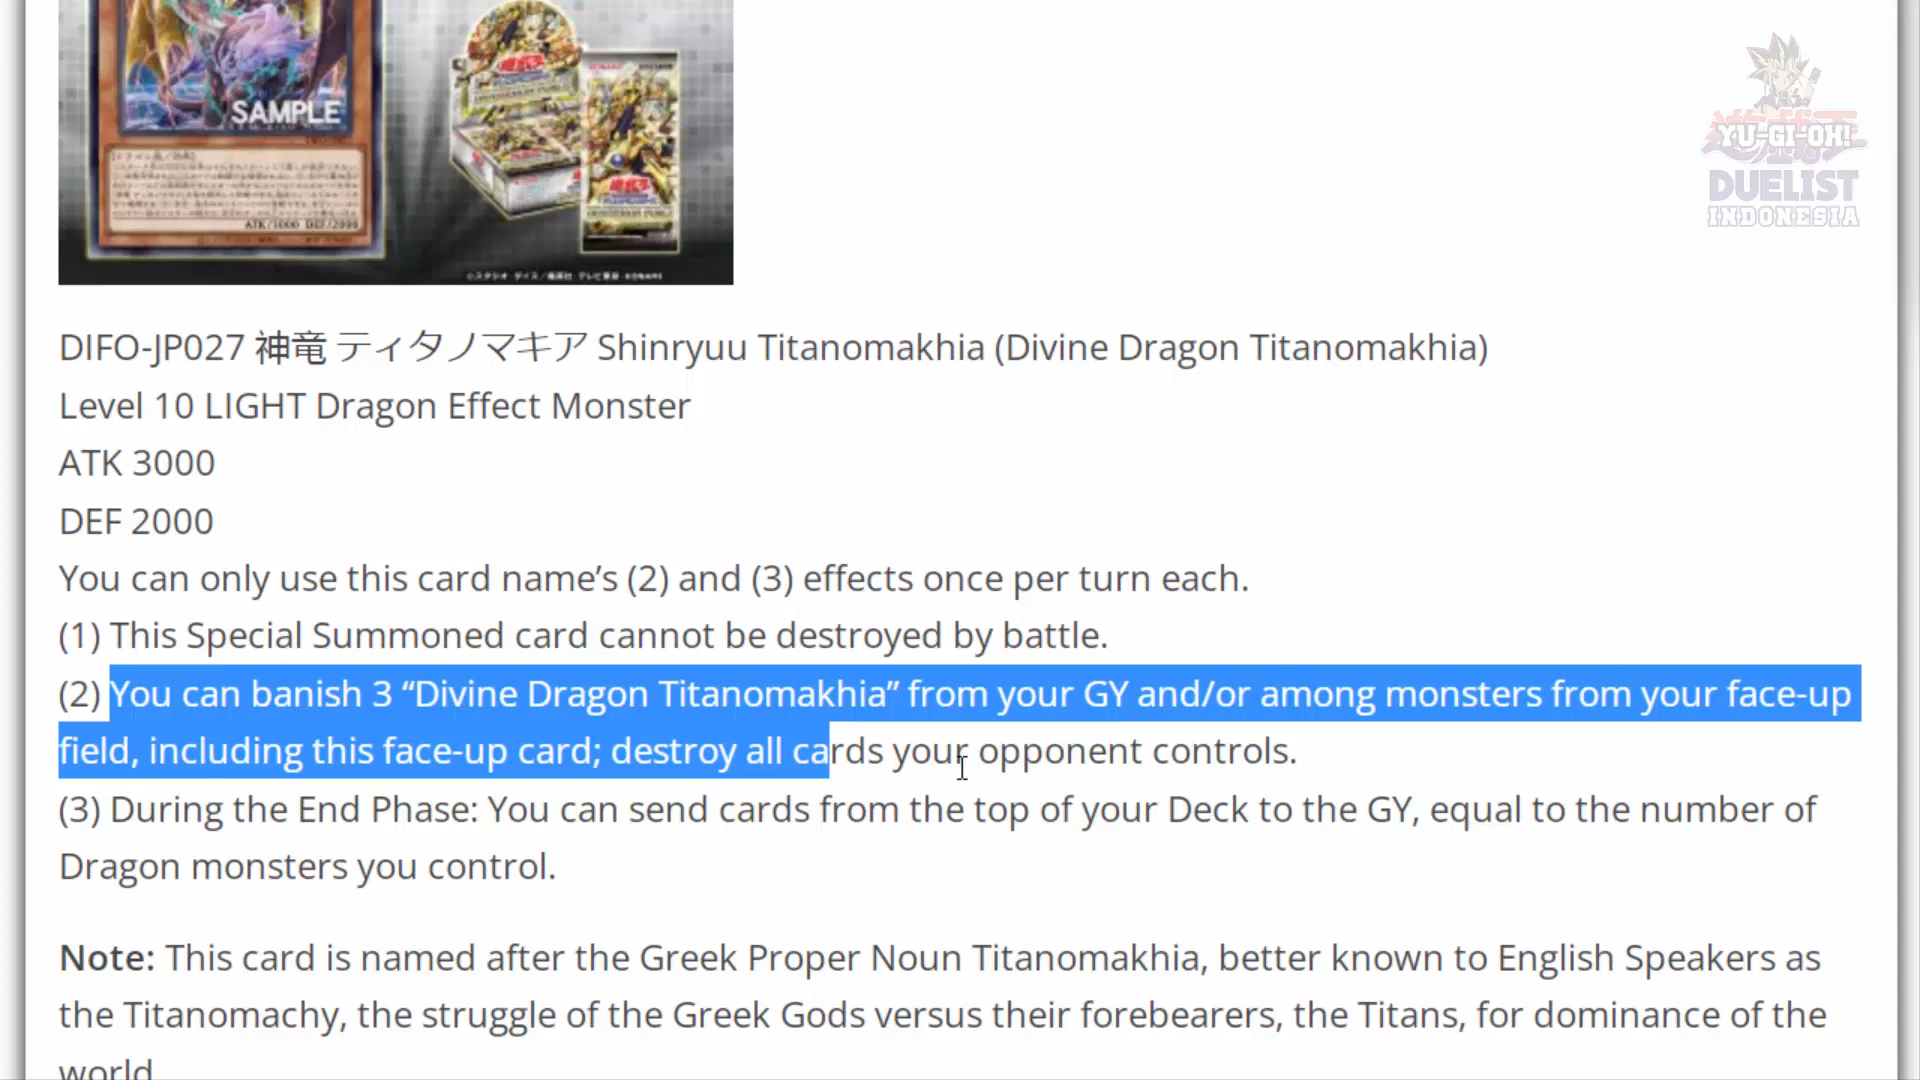 SAMPLE
ATK/3000 DEF/2000
YU-GI-OH!
DUELIST
INDONESIA
DIFO-JP027 神竜 ティタノマキア Shinryuu Titanomakhia (Divine Dragon Titanomakhia)
Level 10 LIGHT Dragon Effect Monster
ATK 3000
DEF 2000
You can only use this card name’s (2) and (3) effects once per turn each.
(1) This Special Summoned card cannot be destroyed by battle.
(2) You can banish 3 “Divine Dragon Titanomakhia” from your GY and/or among monsters from your face-up
field, including this face-up card; destroy all cards your opponent controls.
(3) During the End Phase: You can send cards from the top of your Deck to the GY, equal to the number of
Dragon monsters you control.
Note: This card is named after the Greek Proper Noun Titanomakhia, better known to English Speakers as
the Titanomachy, the struggle of the Greek Gods versus their forebearers, the Titans, for dominance of the
world